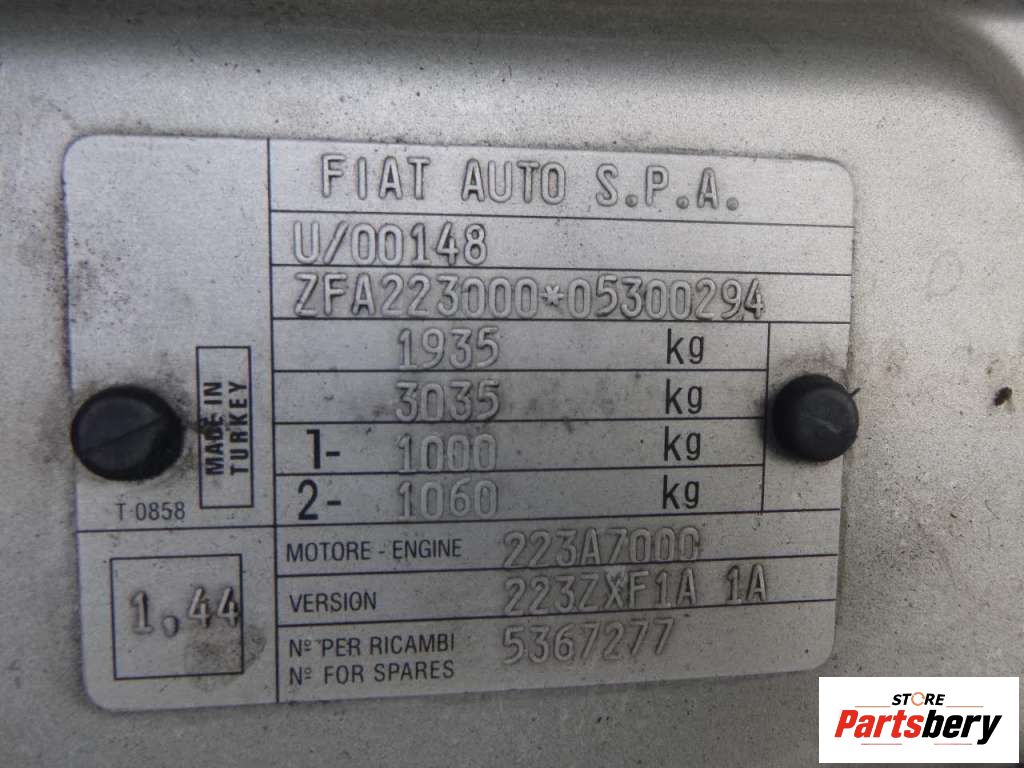 FIAT AUTO S.P.A.
U/00148
ZFA223000*05300294
1935 kg
3035 kg
1- 1000 kg
2- 1060 kg
MADE IN
TURKEY
T 0858
MOTORE - ENGINE 223A7000
VERSION 223ZXF1A 1A
1,44
Nº PER RICAMBI 5367277
Nº FOR SPARES
STORE
Partsbery